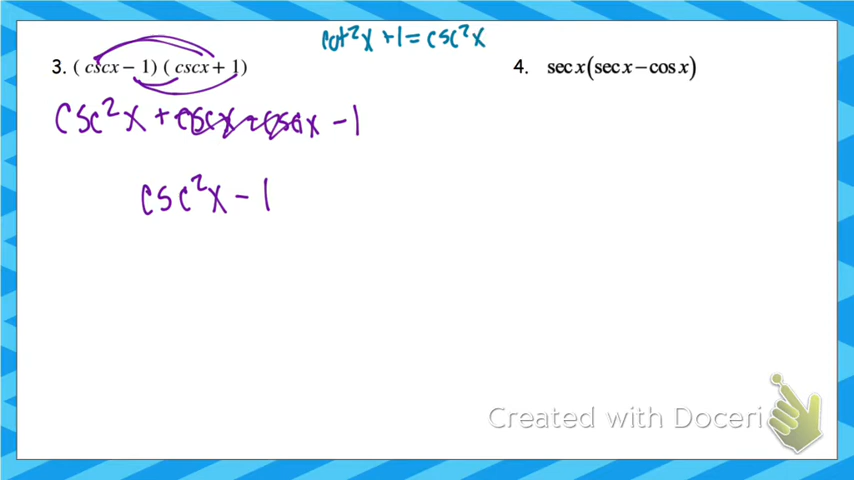 cot²x +1 = csc²x
3. ( cscx − 1) ( cscx + 1)
csc²x + cscx - cscx - 1
csc²x - 1
4. sec x(sec x − cos x)
Created with Doceri